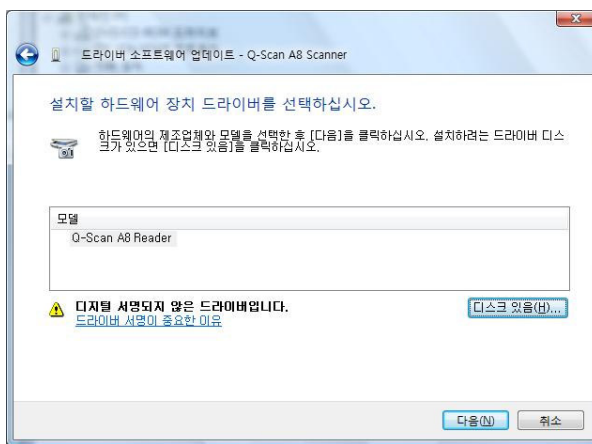 드라이버 소프트웨어 업데이트 - Q-Scan A8 Scanner
설치할 하드웨어 장치 드라이버를 선택하십시오.
하드웨어의 제조업체와 모델을 선택한 후 [다음]을 클릭하십시오. 설치하려는 드라이버 디스
크가 있으면 [디스크 있음]을 클릭하십시오.
모델
Q-Scan A8 Reader
디지털 서명되지 않은 드라이버입니다.
드라이버 서명이 중요한 이유
디스크 있음(H)...
다음(N)
취소